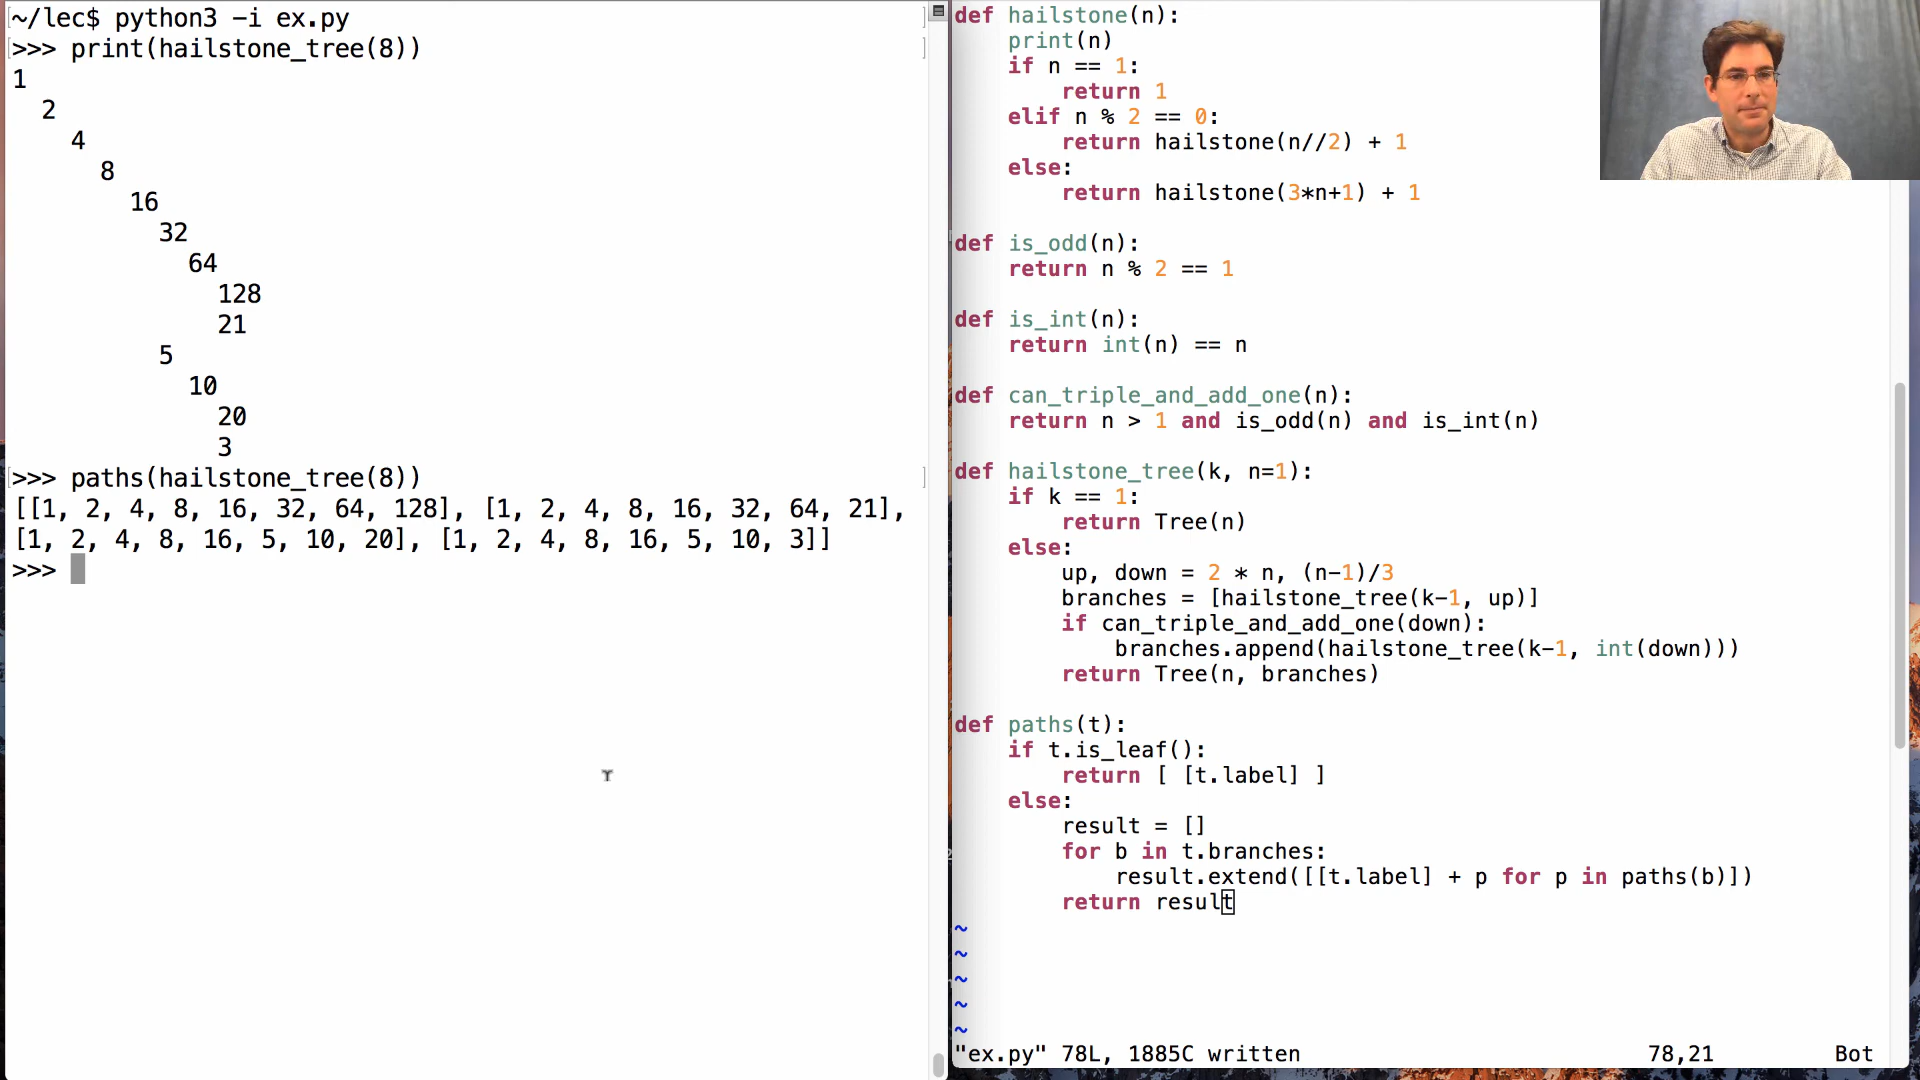 ~/lec$ python3 -i ex.py
>>> print(hailstone_tree(8))
1
  2
    4
      8
        16
          32
            64
              128
              21
          5
            10
              20
              3
>>> paths(hailstone_tree(8))
[[1, 2, 4, 8, 16, 32, 64, 128], [1, 2, 4, 8, 16, 32, 64, 21],
[1, 2, 4, 8, 16, 5, 10, 20], [1, 2, 4, 8, 16, 5, 10, 3]]
>>>
def hailstone(n):
    print(n)
    if n == 1:
        return 1
    elif n % 2 == 0:
        return hailstone(n//2) + 1
    else:
        return hailstone(3*n+1) + 1

def is_odd(n):
    return n % 2 == 1

def is_int(n):
    return int(n) == n

def can_triple_and_add_one(n):
    return n > 1 and is_odd(n) and is_int(n)

def hailstone_tree(k, n=1):
    if k == 1:
        return Tree(n)
    else:
        up, down = 2 * n, (n-1)/3
        branches = [hailstone_tree(k-1, up)]
        if can_triple_and_add_one(down):
            branches.append(hailstone_tree(k-1, int(down)))
        return Tree(n, branches)

def paths(t):
    if t.is_leaf():
        return [ [t.label] ]
    else:
        result = []
        for b in t.branches:
            result.extend([[t.label] + p for p in paths(b)])
        return result
~
~
~
~
~
"ex.py" 78L, 1885C written 78,21 Bot